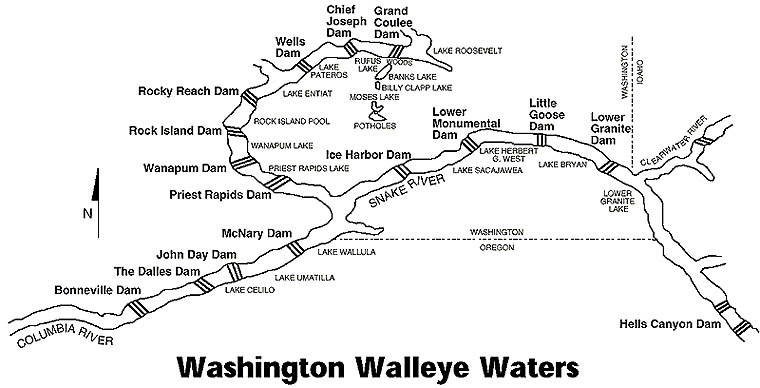 Chief
Joseph
Dam
Grand
Coulee
Dam
Wells
Dam
LAKE ROOSEVELT
LAKE
PATEROS
RUFUS
LAKE
WOODS
BANKS LAKE
BILLY CLAPP LAKE
MOSES LAKE
POTHOLES
Rocky Reach Dam
LAKE ENTIAT
Rock Island Dam
ROCK ISLAND POOL
WANAPUM LAKE
Wanapum Dam
PRIEST RAPIDS LAKE
Priest Rapids Dam
Ice Harbor Dam
Lower
Monumental
Dam
Little
Goose
Dam
Lower
Granite
Dam
WASHINGTON
IDAHO
CLEARWATER RIVER
LAKE HERBERT
G. WEST
LAKE BRYAN
LAKE SACAJAWEA
SNAKE RIVER
LOWER
GRANITE
LAKE
N
McNary Dam
WASHINGTON
OREGON
LAKE WALLULA
John Day Dam
LAKE UMATILLA
The Dalles Dam
LAKE CELILO
Bonneville Dam
COLUMBIA RIVER
Hells Canyon Dam
Washington Walleye Waters